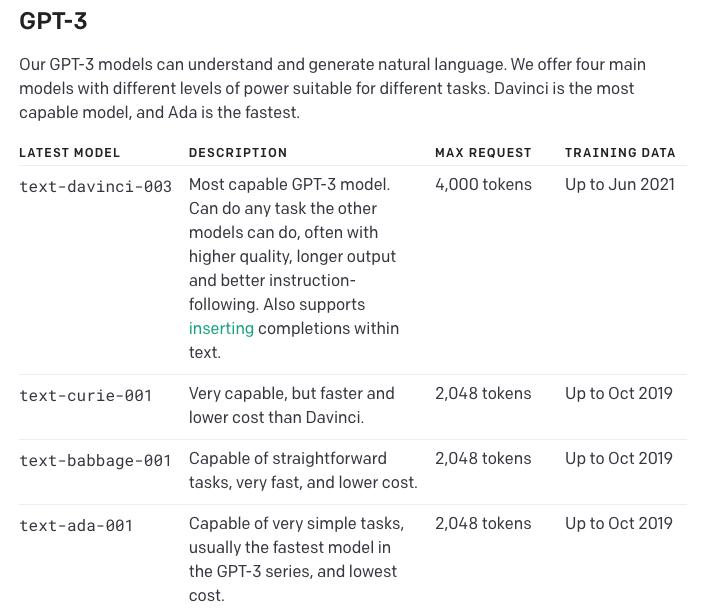 GPT-3
Our GPT-3 models can understand and generate natural language. We offer four main
models with different levels of power suitable for different tasks. Davinci is the most
capable model, and Ada is the fastest.
LATEST MODEL DESCRIPTION MAX REQUEST TRAINING DATA
text-davinci-003 Most capable GPT-3 model. 4,000 tokens Up to Jun 2021
Can do any task the other
models can do, often with
higher quality, longer output
and better instruction-
following. Also supports
inserting completions within
text.
text-curie-001 Very capable, but faster and 2,048 tokens Up to Oct 2019
lower cost than Davinci.
text-babbage-001 Capable of straightforward 2,048 tokens Up to Oct 2019
tasks, very fast, and lower cost.
text-ada-001 Capable of very simple tasks, 2,048 tokens Up to Oct 2019
usually the fastest model in
the GPT-3 series, and lowest
cost.